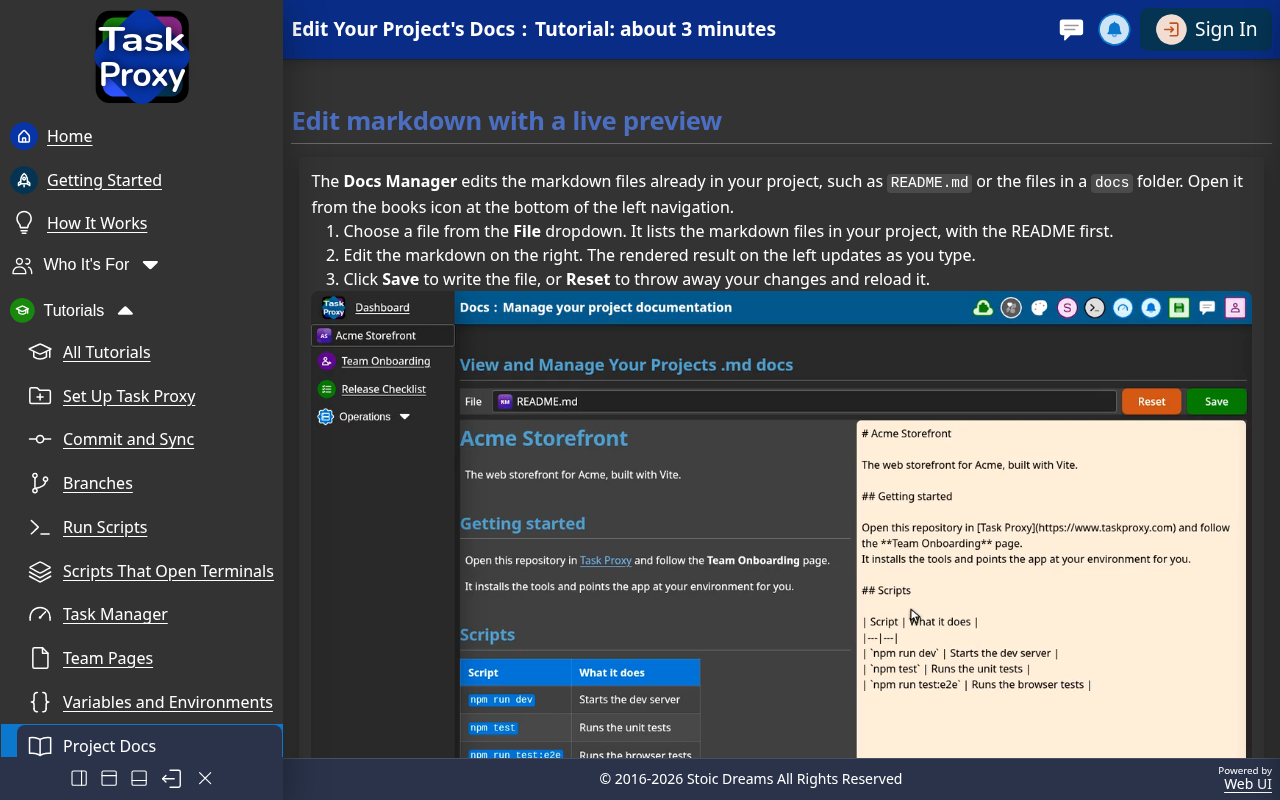 Task
Proxy
Home
Getting Started
How It Works
Who It's For
Tutorials
All Tutorials
Set Up Task Proxy
Commit and Sync
Branches
Run Scripts
Scripts That Open Terminals
Task Manager
Team Pages
Variables and Environments
Project Docs
Edit Your Project's Docs : Tutorial: about 3 minutes
Sign In
Edit markdown with a live preview
The Docs Manager edits the markdown files already in your project, such as README.md or the files in a docs folder. Open it
from the books icon at the bottom of the left navigation.
1. Choose a file from the File dropdown. It lists the markdown files in your project, with the README first.
2. Edit the markdown on the right. The rendered result on the left updates as you type.
3. Click Save to write the file, or Reset to throw away your changes and reload it.
Task
Proxy
Dashboard
AS Acme Storefront
Team Onboarding
Release Checklist
Operations
Docs : Manage your project documentation
S
View and Manage Your Projects .md docs
File
RM README.md
Reset
Save
Acme Storefront
The web storefront for Acme, built with Vite.
Getting started
Open this repository in Task Proxy and follow the Team Onboarding page.
It installs the tools and points the app at your environment for you.
Scripts
Script What it does
npm run dev Starts the dev server
npm test Runs the unit tests
npm run test:e2e Runs the browser tests
# Acme Storefront
The web storefront for Acme, built with Vite.
## Getting started
Open this repository in [Task Proxy](https://www.taskproxy.com) and follow
the **Team Onboarding** page.
It installs the tools and points the app at your environment for you.
## Scripts
| Script | What it does |
|---|---|
| `npm run dev` | Starts the dev server |
| `npm test` | Runs the unit tests |
| `npm run test:e2e` | Runs the browser tests |
© 2016-2026 Stoic Dreams All Rights Reserved
Powered by
Web UI